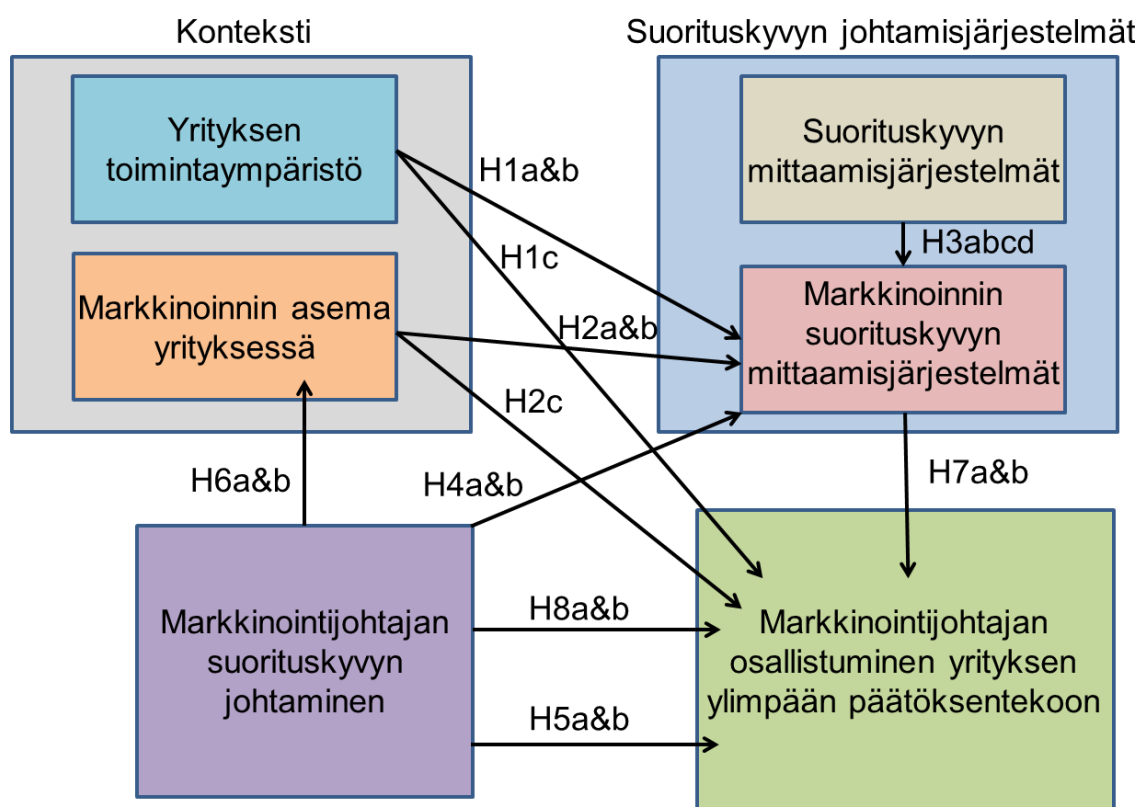 Konteksti
Suorituskyvyn johtamisjärjestelmät
Yrityksen
toimintaympäristö
Suorituskyvyn
mittaamisjärjestelmät
H1a&b
H3abcd
H1c
Markkinoinnin asema
yrityksessä
Markkinoinnin
suorituskyvyn
mittaamisjärjestelmät
H2a&b
H2c
H6a&b
H4a&b
H7a&b
Markkinointijohtajan
suorituskyvyn
johtaminen
H8a&b
H5a&b
Markkinointijohtajan
osallistuminen yrityksen
ylimpään päätöksentekoon